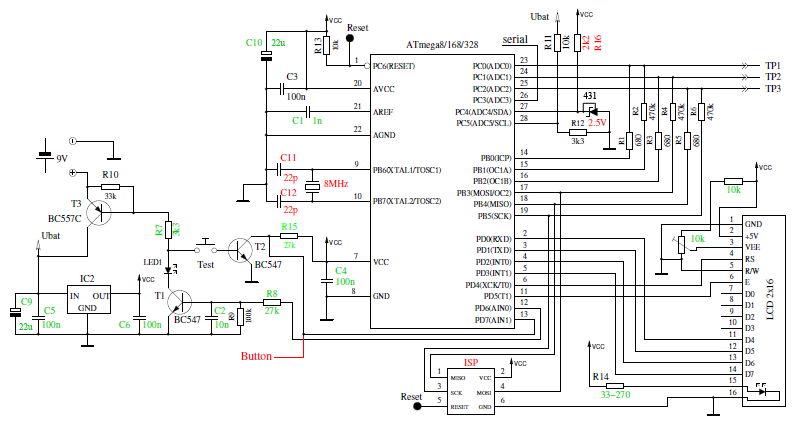 VCC
Reset
C10
22u
R13
10k
C3
100n
C1
1n
C11
22p
8MHz
C12
22p
ATmega8/168/328
1
PC6(RESET)
20
AVCC
21
AREF
22
AGND
9
PB6(XTAL1/TOSC1)
10
PB7(XTAL2/TOSC2)
7
VCC
8
GND
serial
PC0(ADC0)
23
PC1(ADC1)
24
PC2(ADC2)
25
PC3(ADC3)
26
PC4(ADC4/SDA)
27
PC5(ADC5/SCL)
28
PB0(ICP)
14
PB1(OC1A)
15
PB2(OC1B)
16
PB3(MOSI/OC2)
17
PB4(MISO)
18
PB5(SCK)
19
PD0(RXD)
2
PD1(TXD)
3
PD2(INT0)
4
PD3(INT1)
5
PD4(XCK/T0)
6
PD5(T1)
11
PD6(AIN0)
12
PD7(AIN1)
13
Ubat
VCC
R11
10k
2k2
R16
431
R12
2.5V
3k3
TP1
TP2
TP3
R2
470k
R4
470k
R6
470k
R1
680
R3
680
R5
680
VCC
10k
10k
1
GND
2
+5V
3
VEE
4
RS
5
R/W
6
E
7
D0
8
D1
9
D2
10
D3
11
D4
12
D5
13
D6
14
D7
15
16
LCD 2x16
VCC
R14
33-270
ISP
1
MISO
VCC
2
VCC
3
SCK
MOSI
4
5
RESET
GND
6
Reset
9V
R10
33k
T3
BC557C
Ubat
R7
3k3
LED1
Test
T2
BC547
R15
27k
VCC
C4
100n
IC2
VCC
IN
OUT
GND
C9
22u
C5
100n
C6
100n
T1
BC547
C2
10n
R9
100k
R8
27k
Button